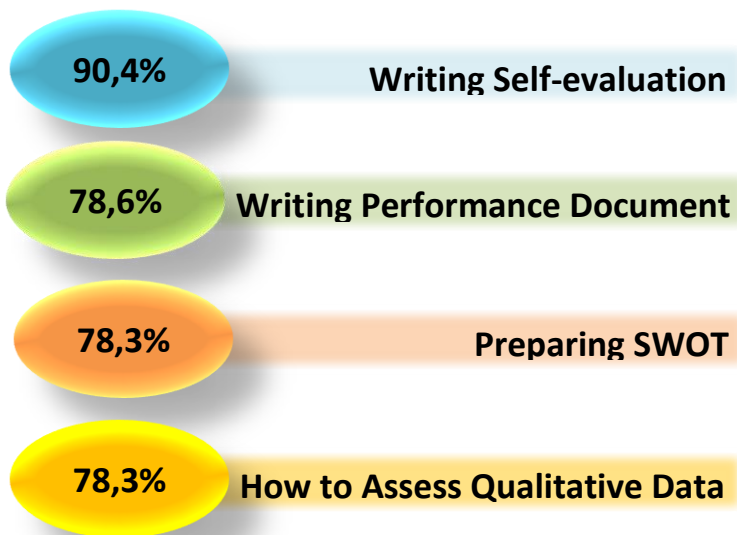 90,4% Writing Self-evaluation
78,6% Writing Performance Document
78,3% Preparing SWOT
78,3% How to Assess Qualitative Data